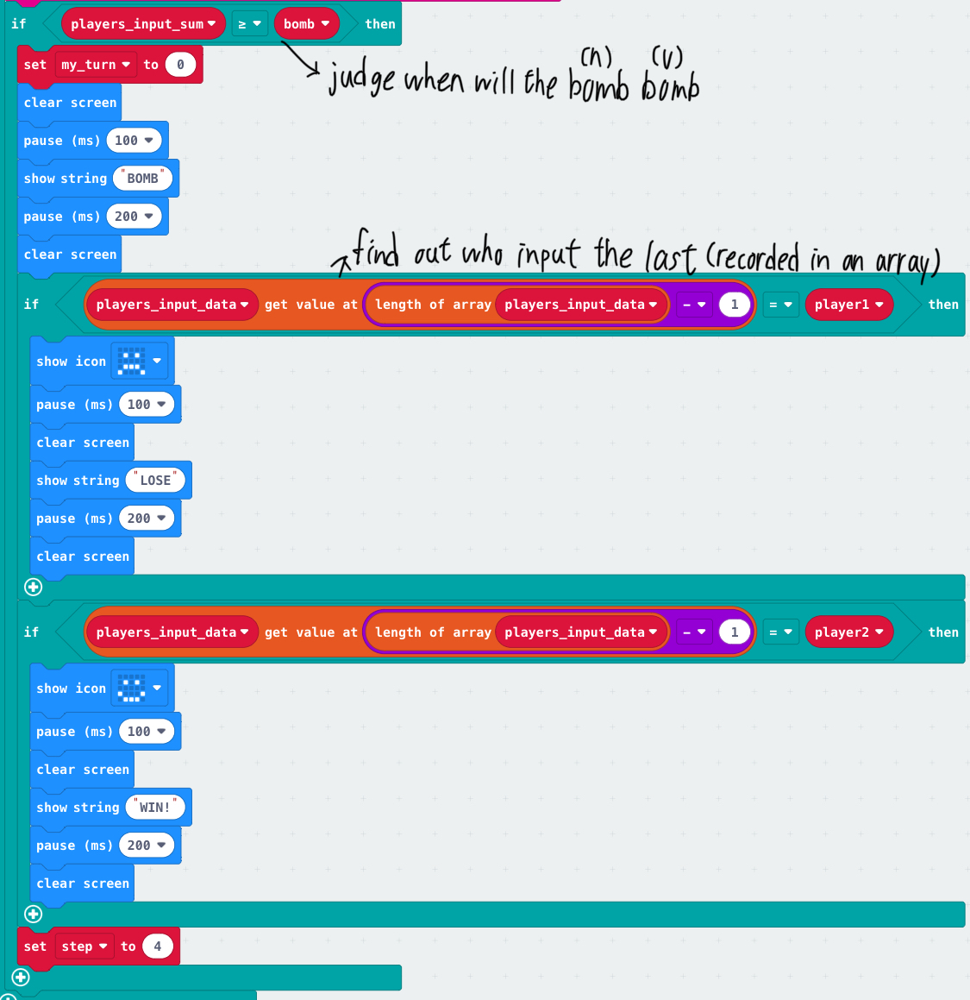 if players_input_sum ≥ bomb then
(n) (v)
judge when will the bomb bomb
set my_turn to 0
clear screen
pause (ms) 100
show string "BOMB"
pause (ms) 200
find out who input the last (recorded in an array)
clear screen
if players_input_data get value at length of array players_input_data - 1 = player1 then
show icon
pause (ms) 100
clear screen
show string "LOSE"
pause (ms) 200
clear screen
if players_input_data get value at length of array players_input_data - 1 = player2 then
show icon
pause (ms) 100
clear screen
show string "WIN!"
pause (ms) 200
clear screen
set step to 4